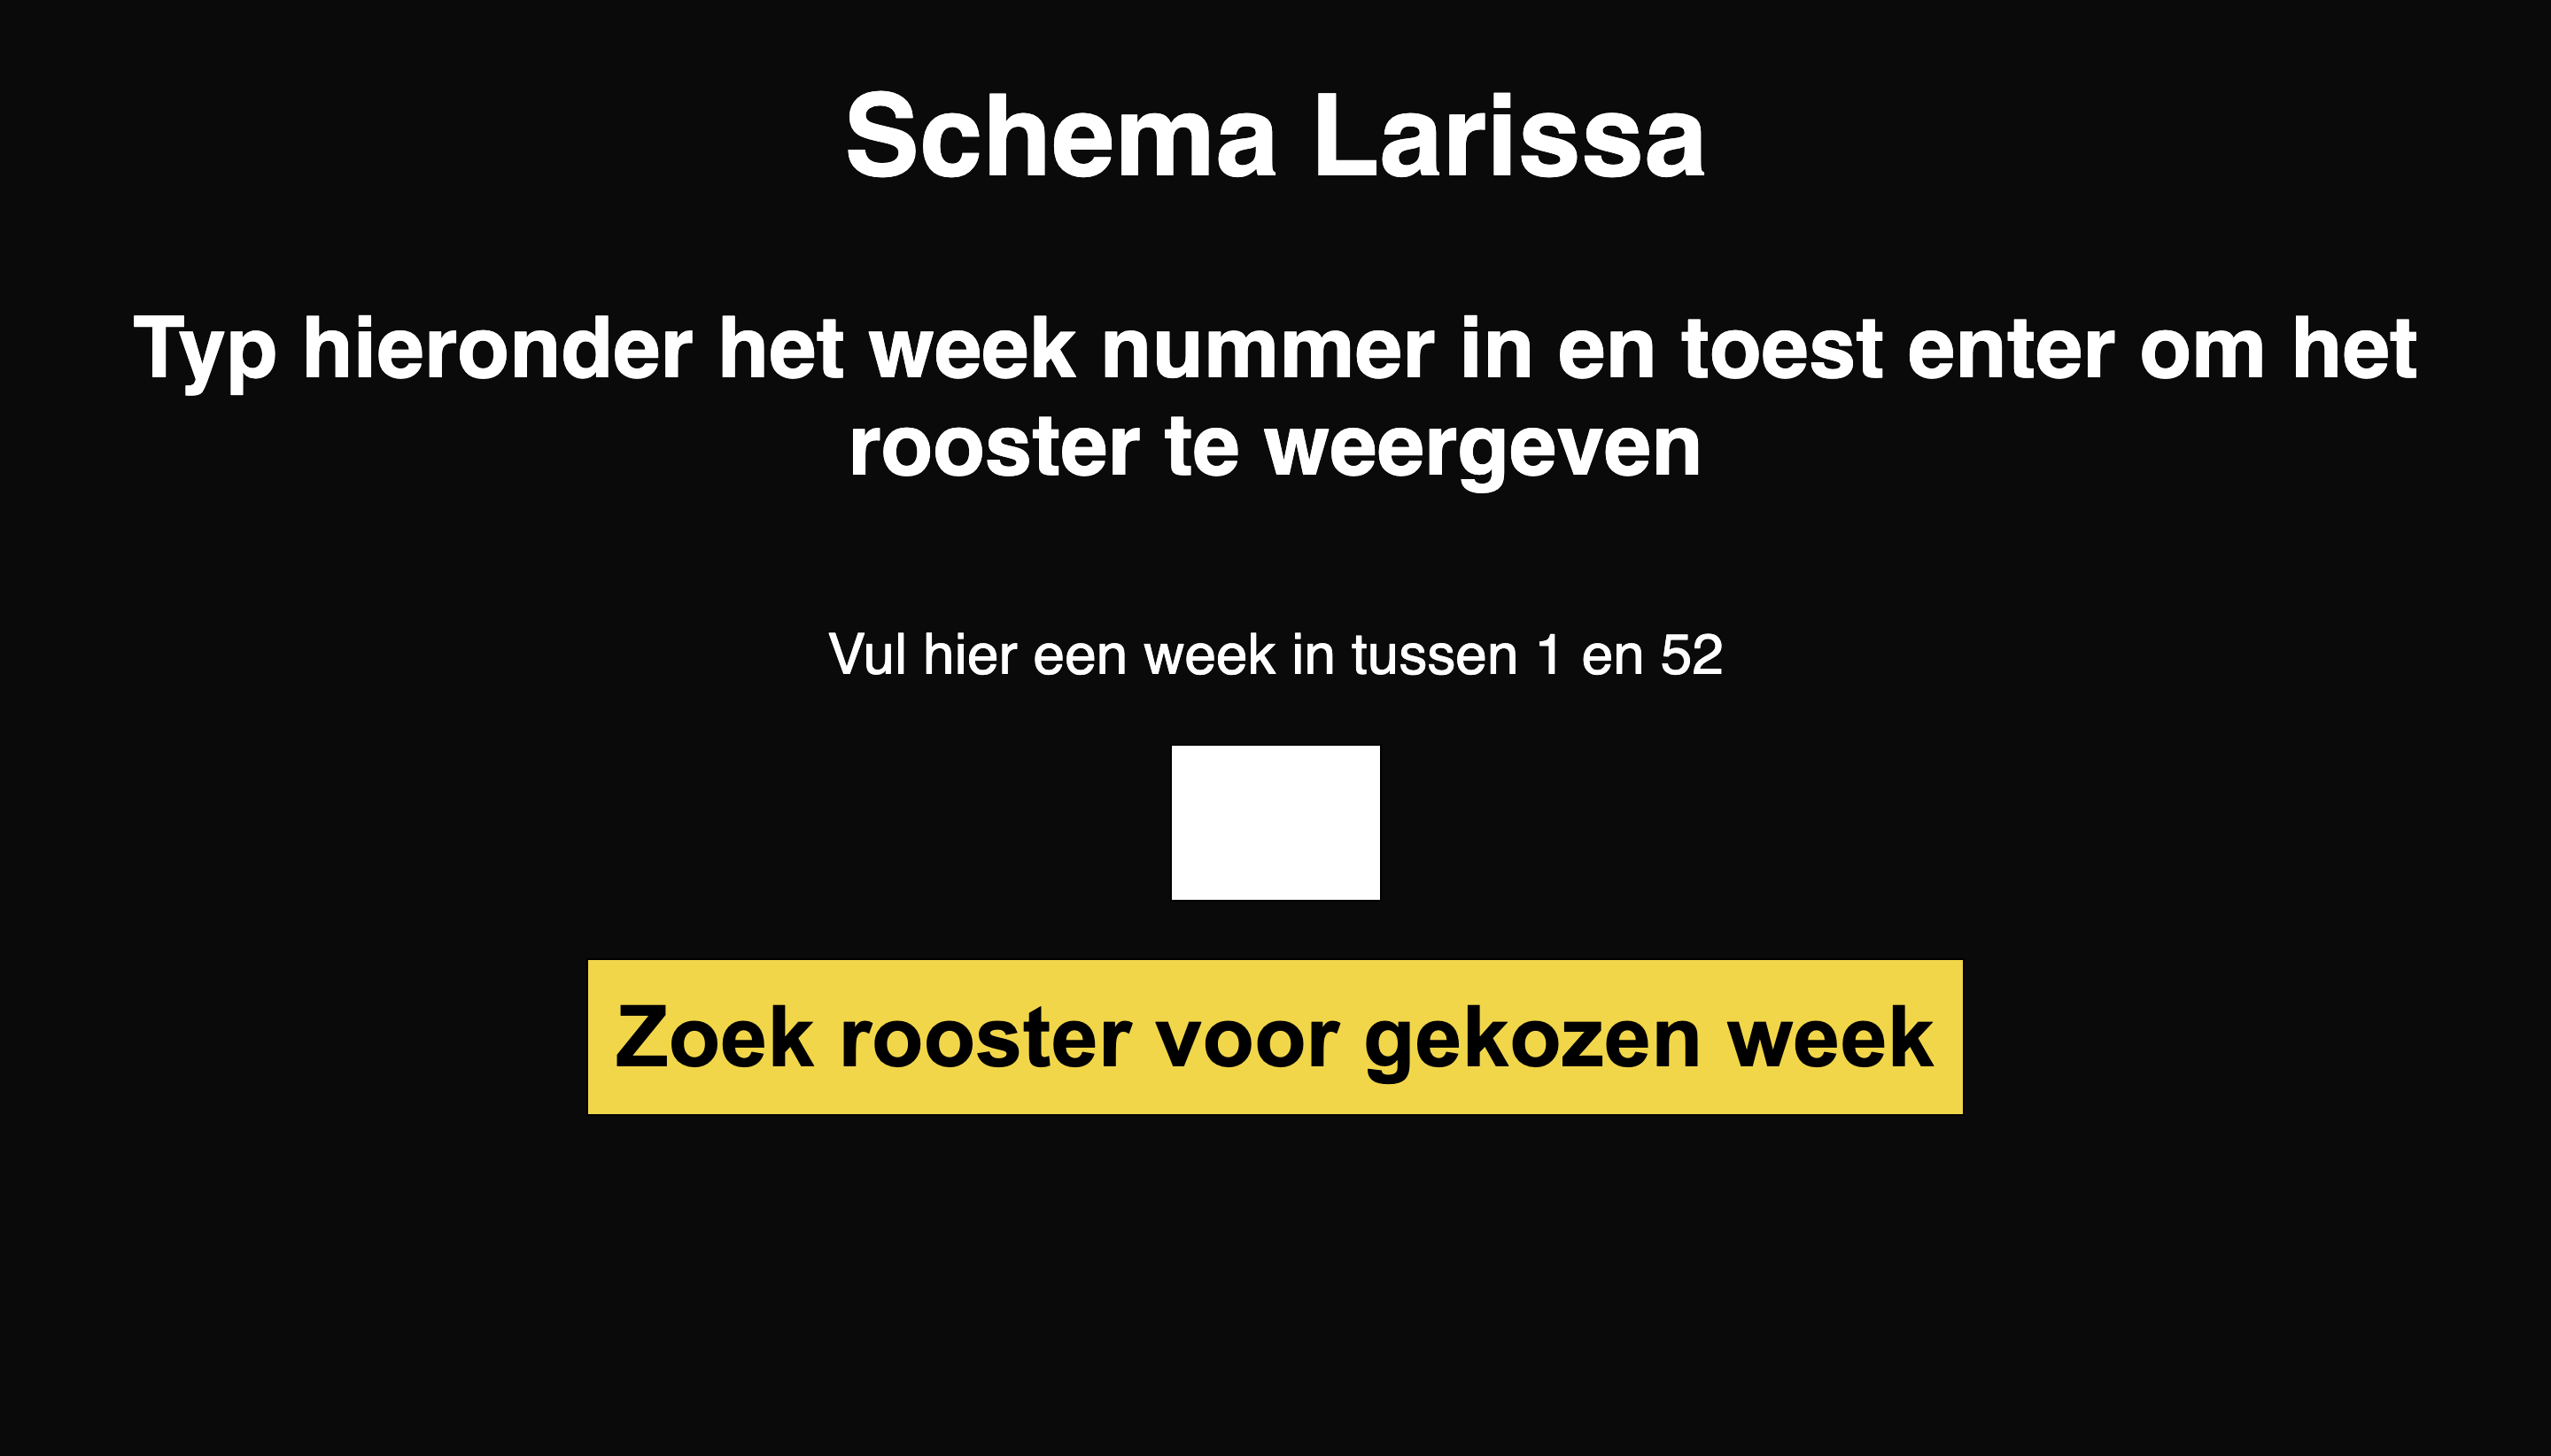 Schema Larissa
Typ hieronder het week nummer in en toest enter om het
rooster te weergeven
Vul hier een week in tussen 1 en 52
Zoek rooster voor gekozen week